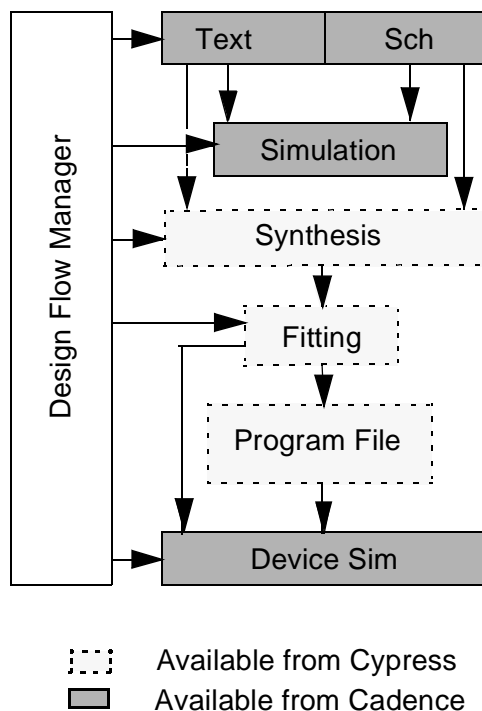 Text
Sch
Simulation
Synthesis
Fitting
Program File
Device Sim
Design Flow Manager
Available from Cypress
Available from Cadence